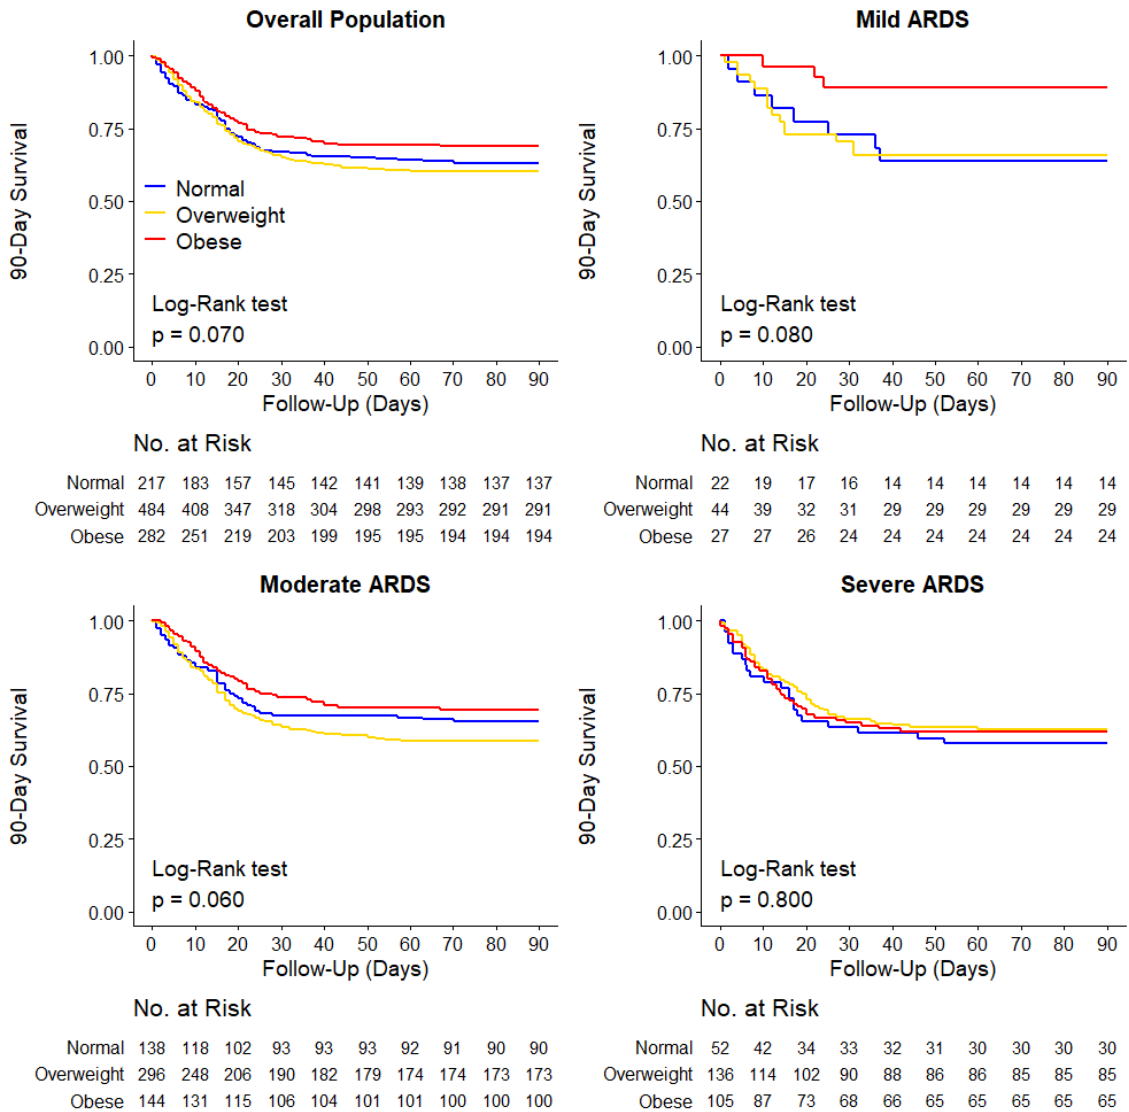 Overall Population
90-Day Survival
1.00
0.75
0.50
0.25
0.00
Normal
Overweight
Obese
Log-Rank test
p = 0.070
0 10 20 30 40 50 60 70 80 90
Follow-Up (Days)
No. at Risk
Normal 217 183 157 145 142 141 139 138 137 137
Overweight 484 408 347 318 304 298 293 292 291 291
Obese 282 251 219 203 199 195 195 194 194 194
Mild ARDS
90-Day Survival
1.00
0.75
0.50
0.25
0.00
Log-Rank test
p = 0.080
0 10 20 30 40 50 60 70 80 90
Follow-Up (Days)
No. at Risk
Normal 22 19 17 16 14 14 14 14 14 14
Overweight 44 39 32 31 29 29 29 29 29 29
Obese 27 27 26 24 24 24 24 24 24 24
Moderate ARDS
90-Day Survival
1.00
0.75
0.50
0.25
0.00
Log-Rank test
p = 0.060
0 10 20 30 40 50 60 70 80 90
Follow-Up (Days)
No. at Risk
Normal 138 118 102 93 93 93 92 91 90 90
Overweight 296 248 206 190 182 179 174 174 173 173
Obese 144 131 115 106 104 101 101 100 100 100
Severe ARDS
90-Day Survival
1.00
0.75
0.50
0.25
0.00
Log-Rank test
p = 0.800
0 10 20 30 40 50 60 70 80 90
Follow-Up (Days)
No. at Risk
Normal 52 42 34 33 32 31 30 30 30 30
Overweight 136 114 102 90 88 86 86 85 85 85
Obese 105 87 73 68 66 65 65 65 65 65